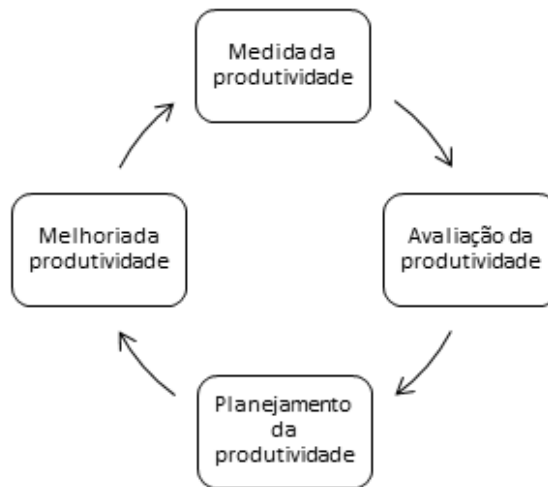 Medida da
produtividade
Avaliação da
produtividade
Planejamento
da
produtividade
Melhoria da
produtividade